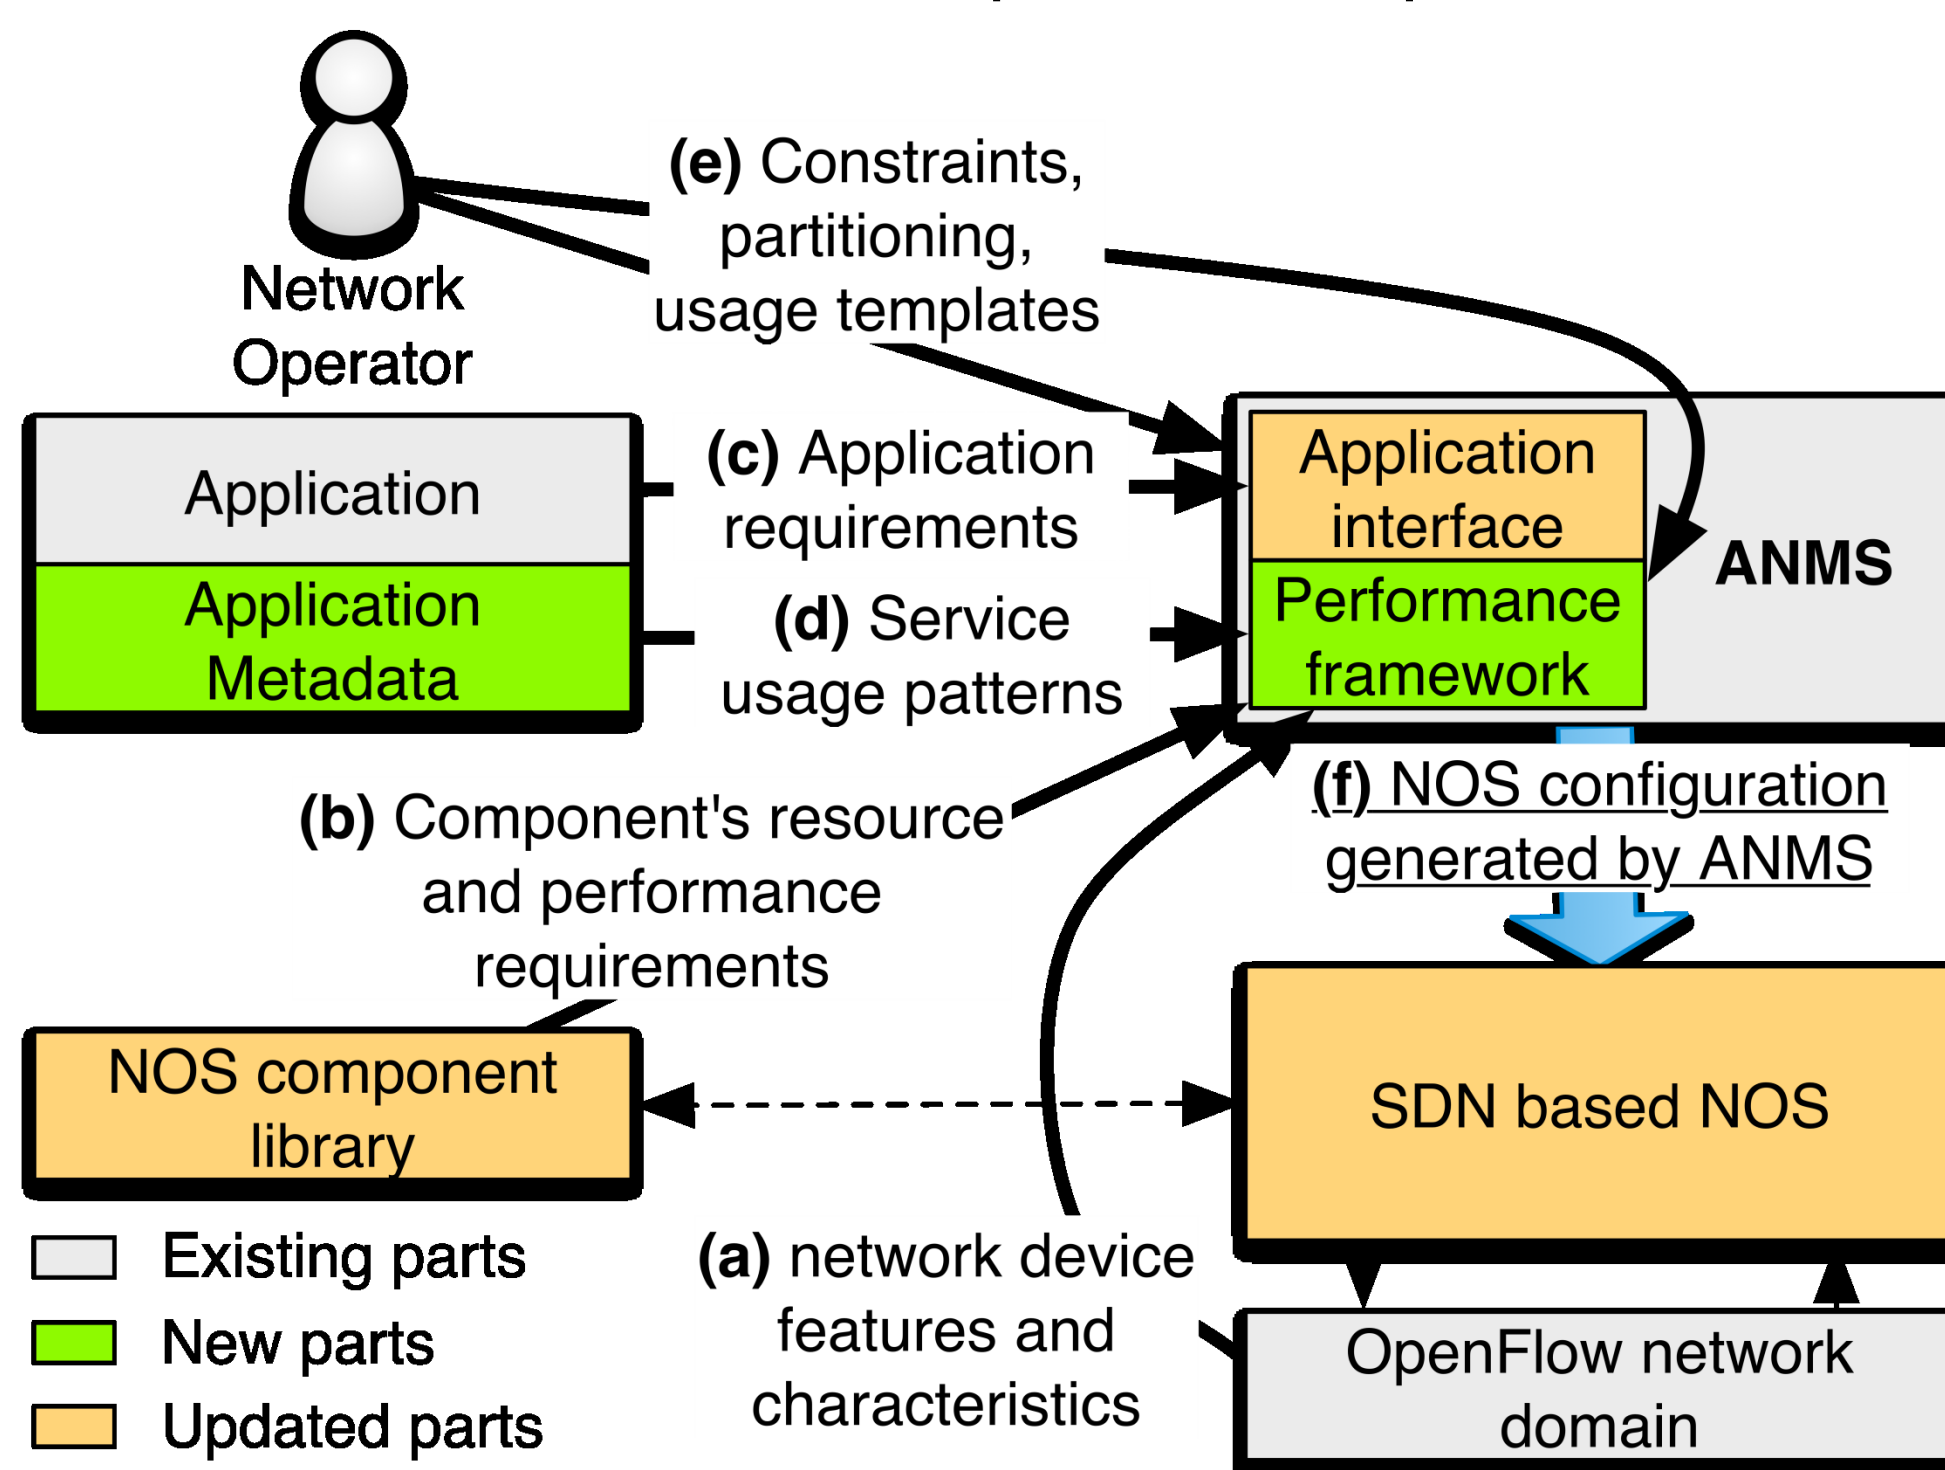 (e) Constraints,
partitioning,
usage templates
Network
Operator
Application
Application
Metadata
(c) Application
requirements
(d) Service
usage patterns
Application
interface
Performance
framework
ANMS
(b) Component's resource
and performance
requirements
(f) NOS configuration
generated by ANMS
NOS component
library
SDN based NOS
(a) network device
features and
characteristics
OpenFlow network
domain
Existing parts
New parts
Updated parts